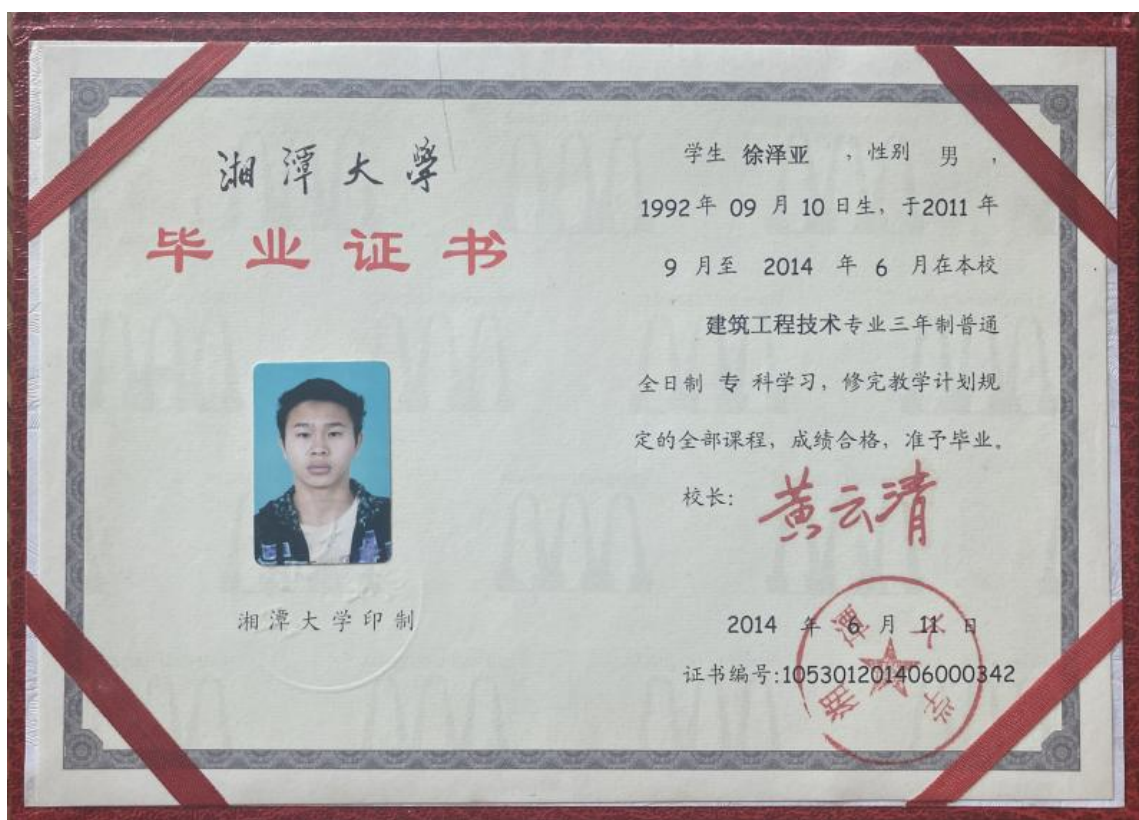 湘潭大學
毕业证书
湘潭大学印制
学生 徐泽亚 ,性别 男 ,
1992年 09 月 10 日生, 于2011 年
9 月至 2014 年 6 月在本校
建筑工程技术专业三年制普通
全日制 专 科学习, 修完教学计划规
定的全部课程, 成绩合格, 准予毕业。
校长: 黄云清
2014 年 6 月 11 日
证书编号:105301201406000342
湘潭大学